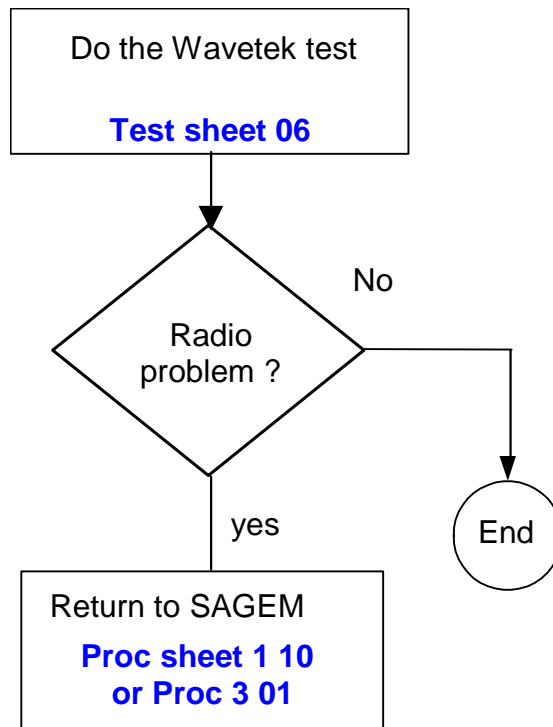 Do the Wavetek test
Test sheet 06
No
Radio
problem ?
yes
End
Return to SAGEM
Proc sheet 1 10
or Proc 3 01